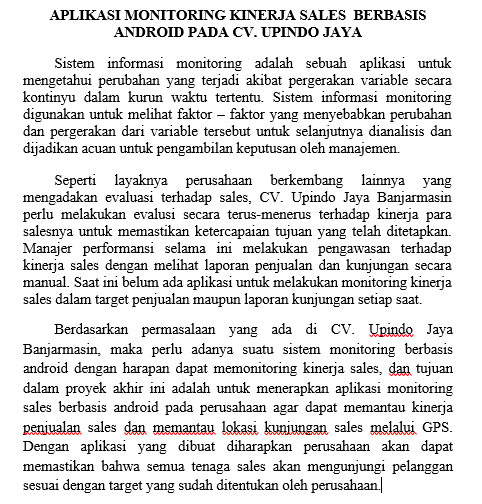 APLIKASI MONITORING KINERJA SALES BERBASIS
ANDROID PADA CV. UPINDO JAYA
Sistem informasi monitoring adalah sebuah aplikasi untuk
mengetahui perubahan yang terjadi akibat pergerakan variable secara
kontinyu dalam kurun waktu tertentu. Sistem informasi monitoring
digunakan untuk melihat faktor – faktor yang menyebabkan perubahan
dan pergerakan dari variable tersebut untuk selanjutnya dianalisis dan
dijadikan acuan untuk pengambilan keputusan oleh manajemen.
Seperti layaknya perusahaan berkembang lainnya yang
mengadakan evaluasi terhadap sales, CV. Upindo Jaya Banjarmasin
perlu melakukan evalusi secara terus-menerus terhadap kinerja para
salesnya untuk memastikan ketercapaian tujuan yang telah ditetapkan.
Manajer performansi selama ini melakukan pengawasan terhadap
kinerja sales dengan melihat laporan penjualan dan kunjungan secara
manual. Saat ini belum ada aplikasi untuk melakukan monitoring kinerja
sales dalam target penjualan maupun laporan kunjungan setiap saat.
Berdasarkan permasalaan yang ada di CV. Upindo Jaya
Banjarmasin, maka perlu adanya suatu sistem monitoring berbasis
android dengan harapan dapat memonitoring kinerja sales, dan tujuan
dalam proyek akhir ini adalah untuk menerapkan aplikasi monitoring
sales berbasis android pada perusahaan agar dapat memantau kinerja
penjualan sales dan memantau lokasi kunjungan sales melalui GPS.
Dengan aplikasi yang dibuat diharapkan perusahaan akan dapat
memastikan bahwa semua tenaga sales akan mengunjungi pelanggan
sesuai dengan target yang sudah ditentukan oleh perusahaan.